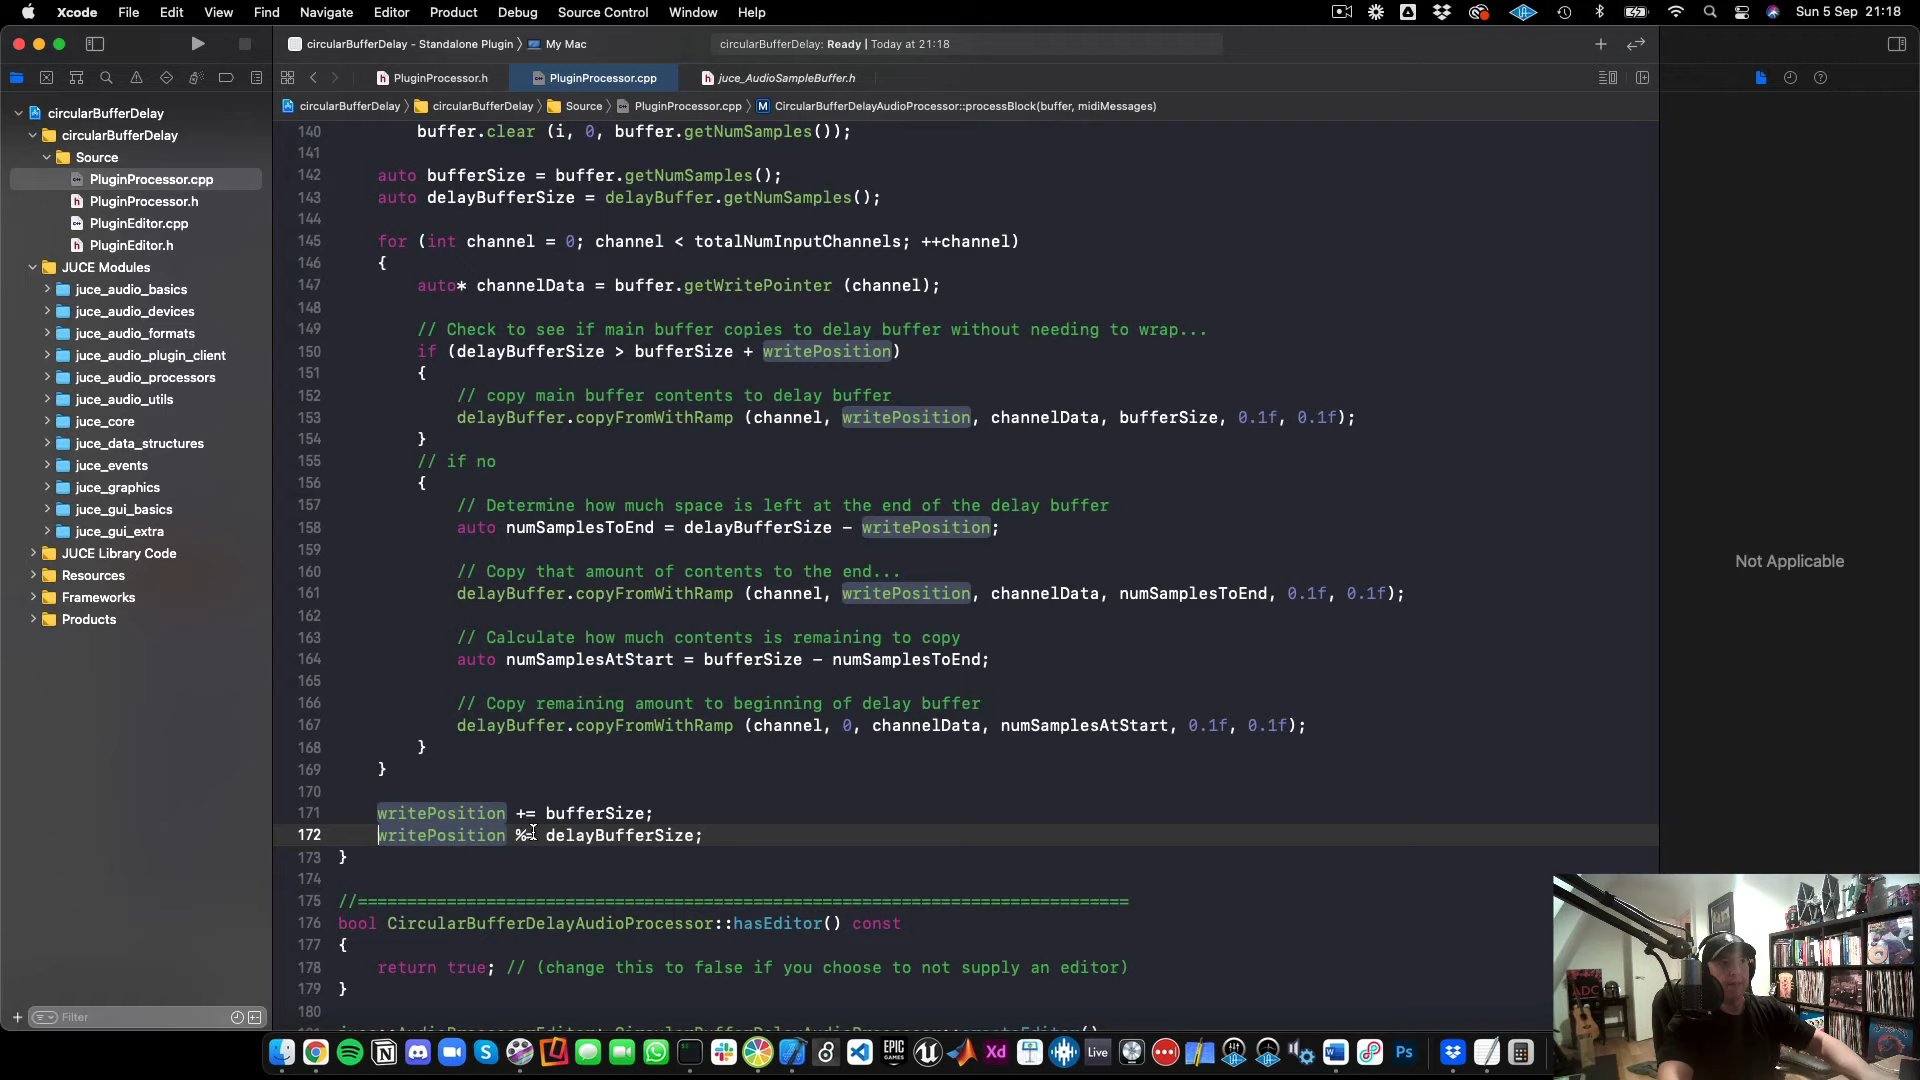 Xcode File Edit View Find Navigate Editor Product Debug Source Control Window Help Sun 5 Sep 21:18
circularBufferDelay - Standalone Plugin 〉 My Mac circularBufferDelay: Ready | Today at 21:18
PluginProcessor.h PluginProcessor.cpp juce_AudioSampleBuffer.h
circularBufferDelay 〉 circularBufferDelay 〉 Source 〉 PluginProcessor.cpp 〉 M CircularBufferDelayAudioProcessor::processBlock(buffer, midiMessages)
circularBufferDelay
circularBufferDelay
Source
PluginProcessor.cpp
PluginProcessor.h
PluginEditor.cpp
PluginEditor.h
JUCE Modules
juce_audio_basics
juce_audio_devices
juce_audio_formats
juce_audio_plugin_client
juce_audio_processors
juce_audio_utils
juce_core
juce_data_structures
juce_events
juce_graphics
juce_gui_basics
juce_gui_extra
JUCE Library Code
Resources
Frameworks
Products
Filter
140 buffer.clear (i, 0, buffer.getNumSamples());
141
142 auto bufferSize = buffer.getNumSamples();
143 auto delayBufferSize = delayBuffer.getNumSamples();
144
145 for (int channel = 0; channel < totalNumInputChannels; ++channel)
146 {
147 auto* channelData = buffer.getWritePointer (channel);
148
149 // Check to see if main buffer copies to delay buffer without needing to wrap...
150 if (delayBufferSize > bufferSize + writePosition)
151 {
152 // copy main buffer contents to delay buffer
153 delayBuffer.copyFromWithRamp (channel, writePosition, channelData, bufferSize, 0.1f, 0.1f);
154 }
155 // if no
156 {
157 // Determine how much space is left at the end of the delay buffer
158 auto numSamplesToEnd = delayBufferSize - writePosition;
159
160 // Copy that amount of contents to the end...
161 delayBuffer.copyFromWithRamp (channel, writePosition, channelData, numSamplesToEnd, 0.1f, 0.1f);
162
163 // Calculate how much contents is remaining to copy
164 auto numSamplesAtStart = bufferSize - numSamplesToEnd;
165
166 // Copy remaining amount to beginning of delay buffer
167 delayBuffer.copyFromWithRamp (channel, 0, channelData, numSamplesAtStart, 0.1f, 0.1f);
168 }
169 }
170
171 writePosition += bufferSize;
172 writePosition %= delayBufferSize;
173 }
174
175 //==============================================================================
176 bool CircularBufferDelayAudioProcessor::hasEditor() const
177 {
178 return true; // (change this to false if you choose to not supply an editor)
179 }
180
Not Applicable
EPIC GAMES Xd Live W Ps